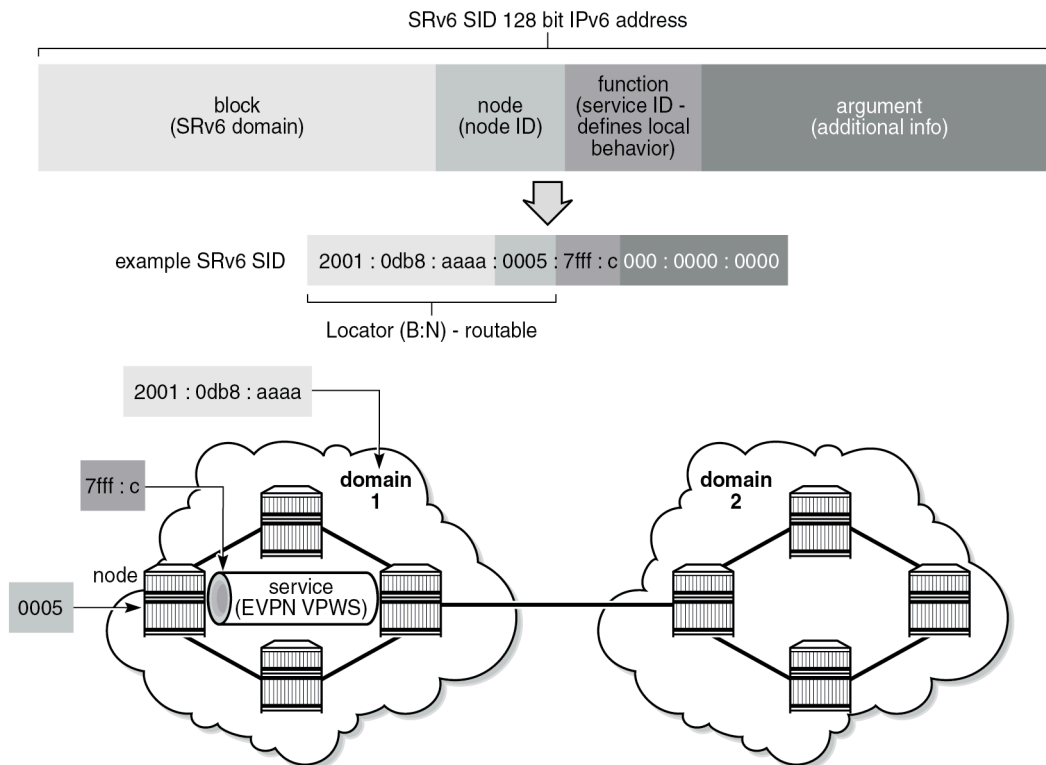 SRv6 SID 128 bit IPv6 address
block
(SRv6 domain)
node
(node ID)
function
(service ID -
defines local
behavior)
argument
(additional info)
example SRv6 SID
2001 : 0db8 : aaaa : 0005 : 7fff : c 000 : 0000 : 0000
Locator (B:N) - routable
2001 : 0db8 : aaaa
7fff : c
domain
1
domain
2
node
0005
service
(EVPN VPWS)